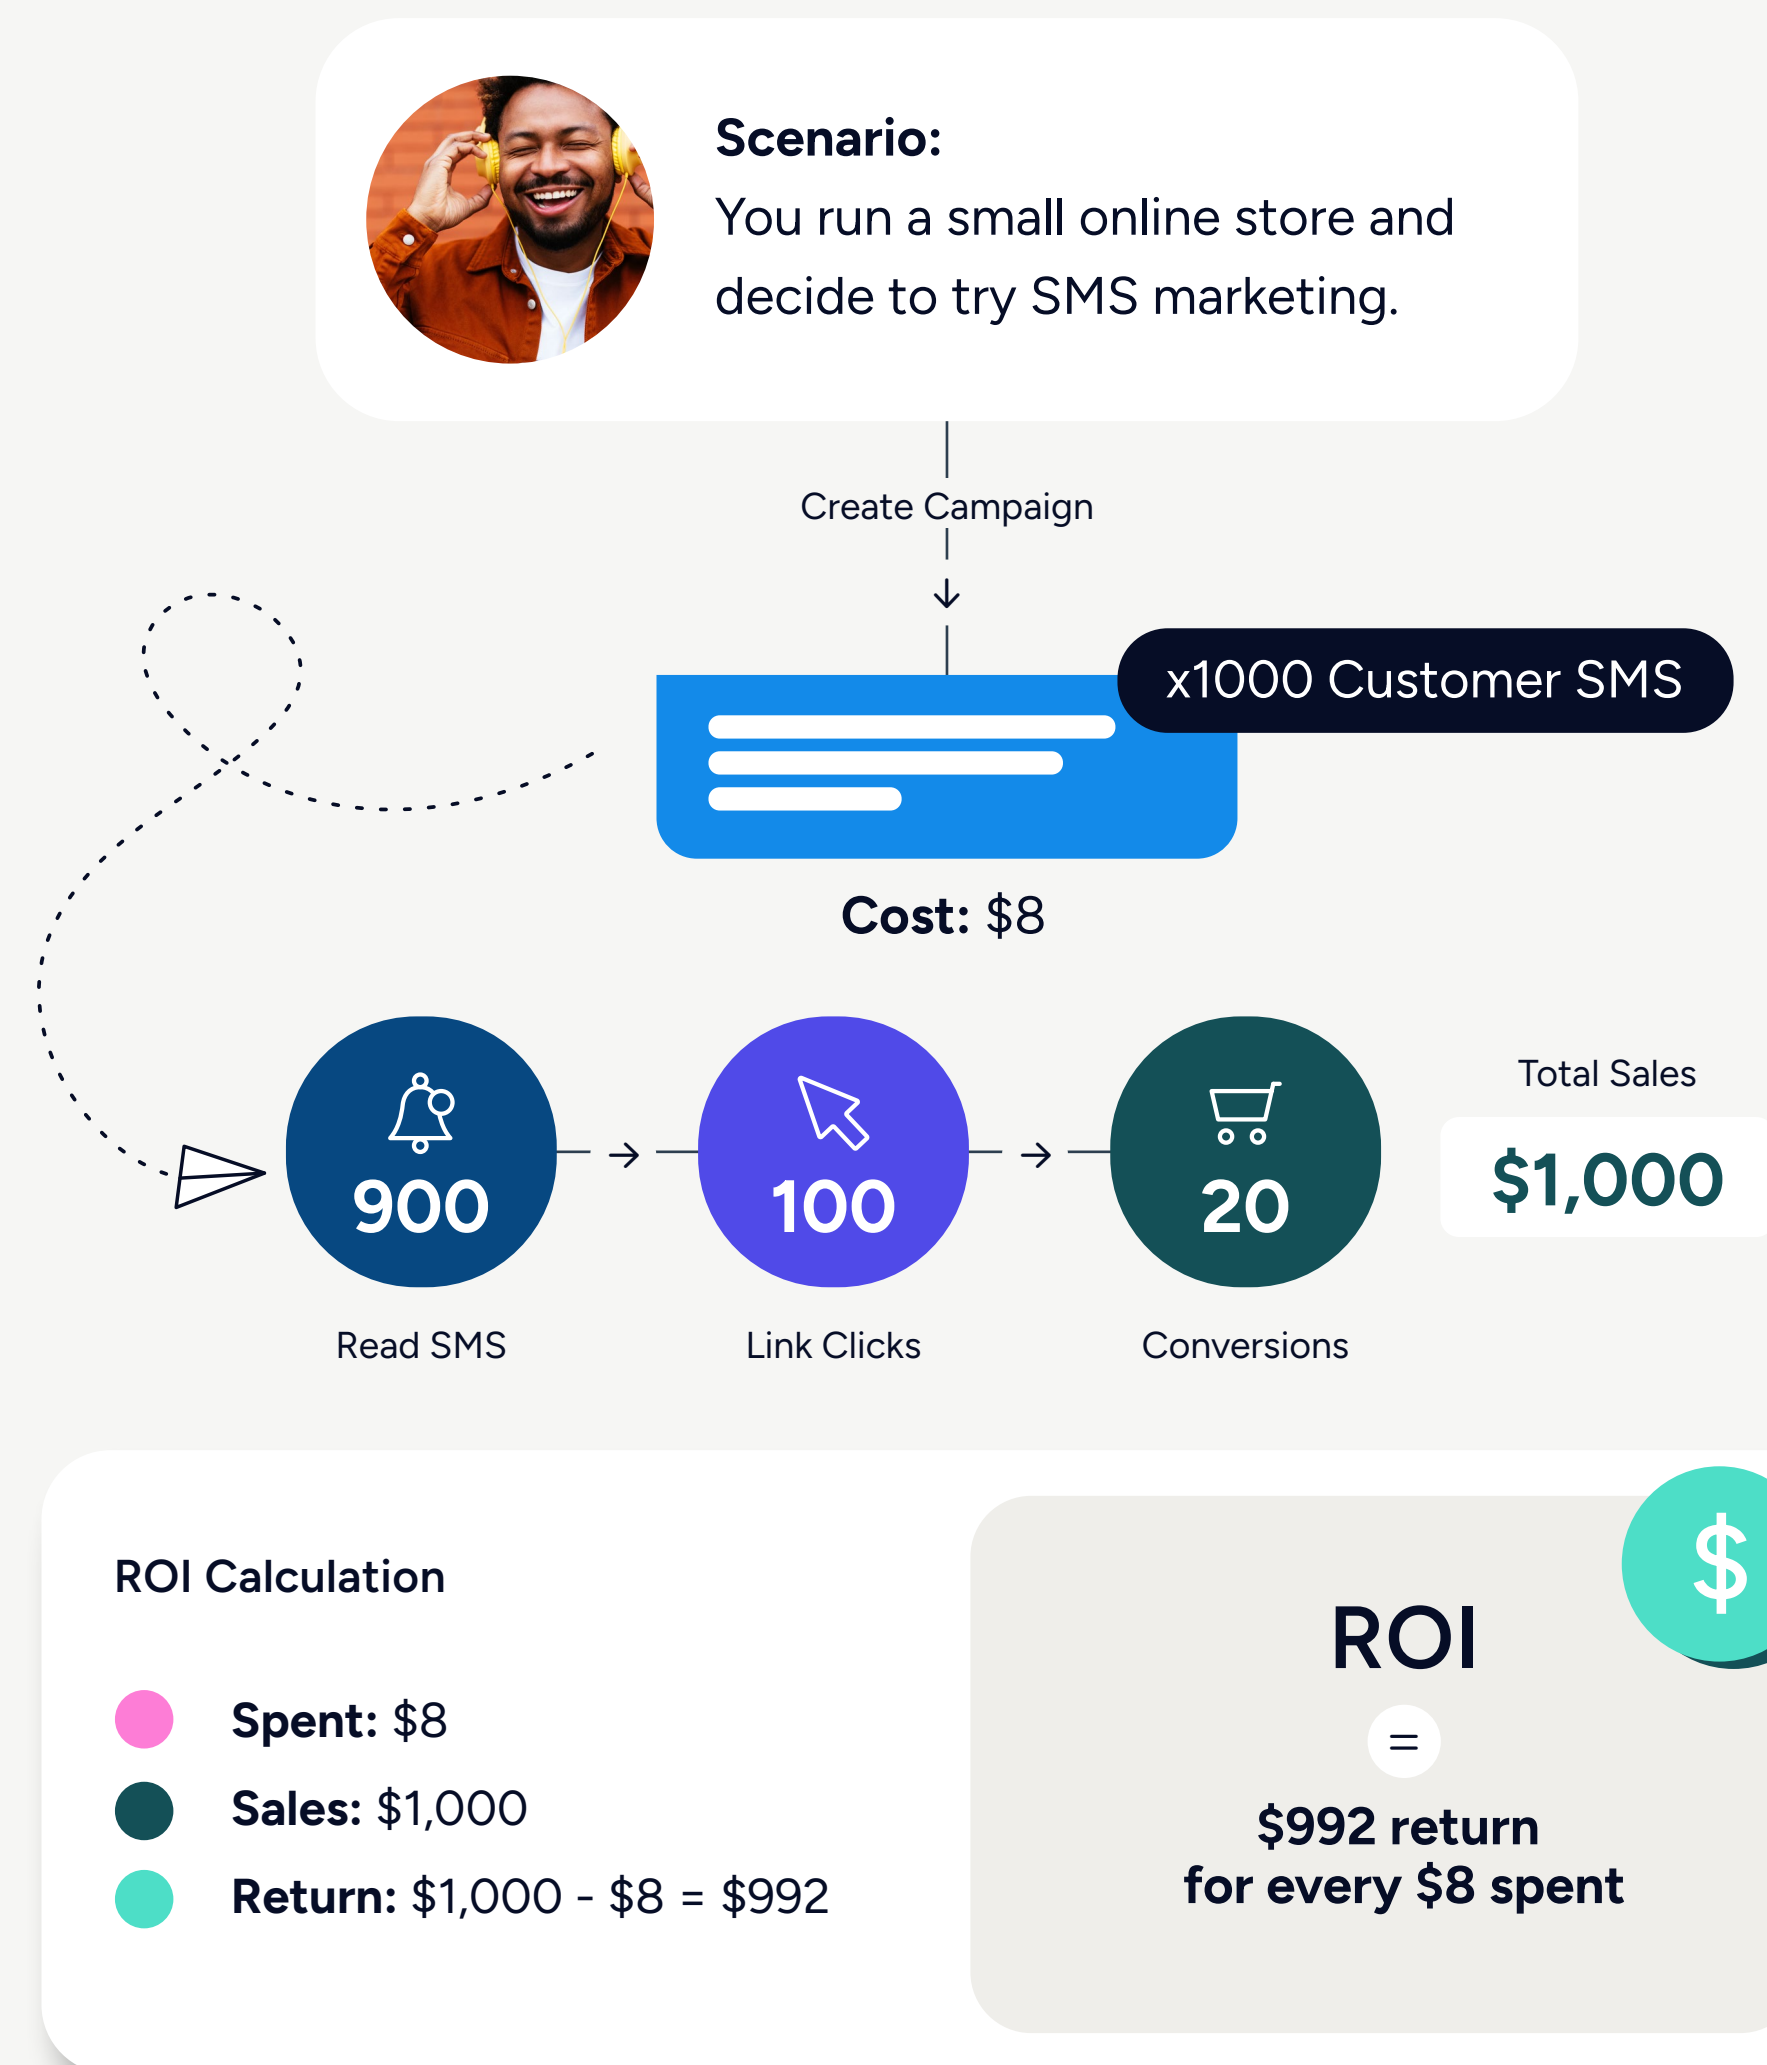 Scenario:
You run a small online store and
decide to try SMS marketing.
Create Campaign
x1000 Customer SMS
Cost: $8
900
Read SMS
100
Link Clicks
20
Conversions
Total Sales
$1,000
ROI Calculation
Spent: $8
Sales: $1,000
Return: $1,000 - $8 = $992
$
ROI
=
$992 return
for every $8 spent